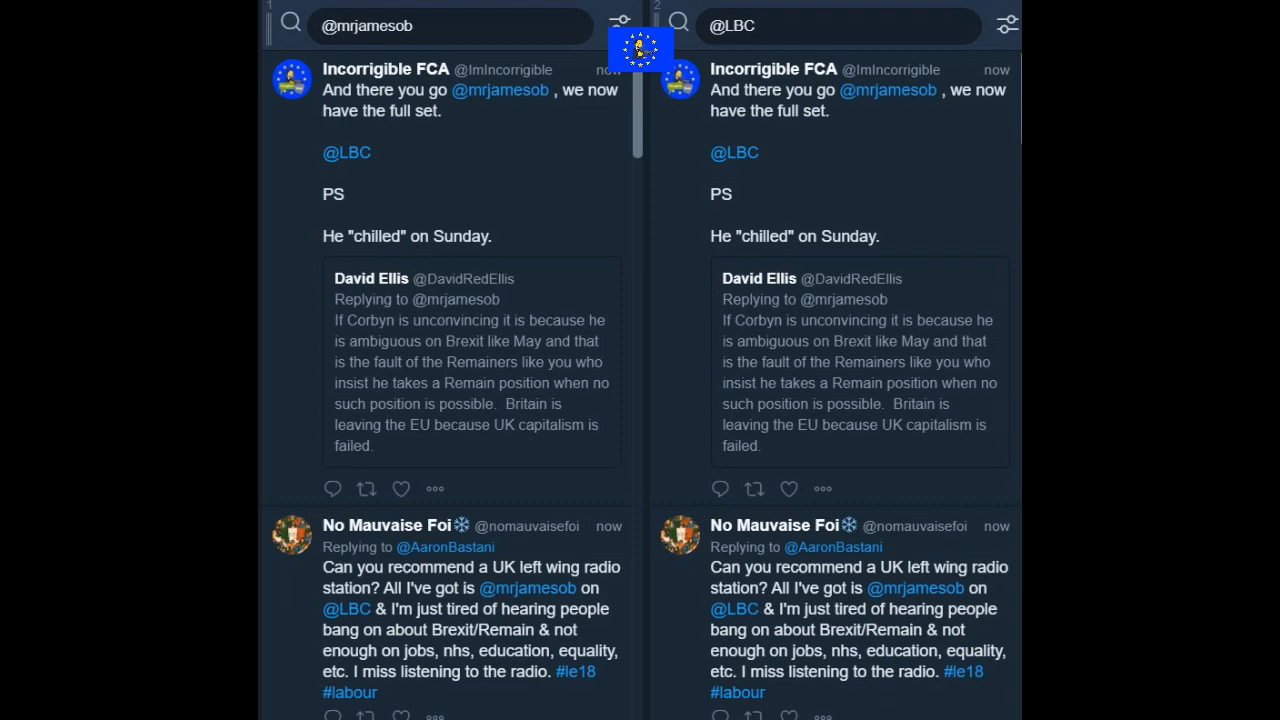 1
@mrjamesob
Incorrigible FCA @ImIncorrigible now
And there you go @mrjamesob , we now
have the full set.
@LBC
PS
He "chilled" on Sunday.
David Ellis @DavidRedEllis
Replying to @mrjamesob
If Corbyn is unconvincing it is because he
is ambiguous on Brexit like May and that
is the fault of the Remainers like you who
insist he takes a Remain position when no
such position is possible.  Britain is
leaving the EU because UK capitalism is
failed.
No Mauvaise Foi❄ @nomauvaisefoi now
Replying to @AaronBastani
Can you recommend a UK left wing radio
station? All I've got is @mrjamesob on
@LBC & I'm just tired of hearing people
bang on about Brexit/Remain & not
enough on jobs, nhs, education, equality,
etc. I miss listening to the radio. #le18
#labour
2
@LBC
Incorrigible FCA @ImIncorrigible now
And there you go @mrjamesob , we now
have the full set.
@LBC
PS
He "chilled" on Sunday.
David Ellis @DavidRedEllis
Replying to @mrjamesob
If Corbyn is unconvincing it is because he
is ambiguous on Brexit like May and that
is the fault of the Remainers like you who
insist he takes a Remain position when no
such position is possible.  Britain is
leaving the EU because UK capitalism is
failed.
No Mauvaise Foi❄ @nomauvaisefoi now
Replying to @AaronBastani
Can you recommend a UK left wing radio
station? All I've got is @mrjamesob on
@LBC & I'm just tired of hearing people
bang on about Brexit/Remain & not
enough on jobs, nhs, education, equality,
etc. I miss listening to the radio. #le18
#labour